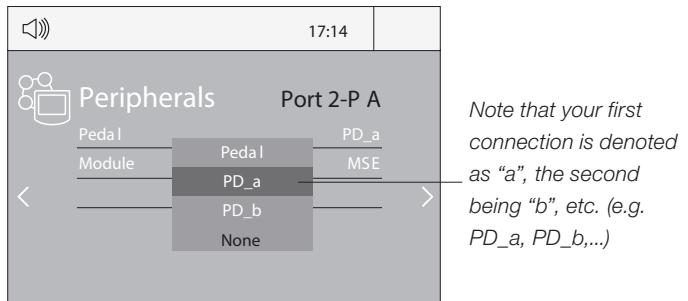 17:14
Peripherals Port 2-P A
Pedal PD_a
Module MSE
Pedal
PD_a
PD_b
None
Note that your first
connection is denoted
as “a”, the second
being “b”, etc. (e.g.
PD_a, PD_b,...)